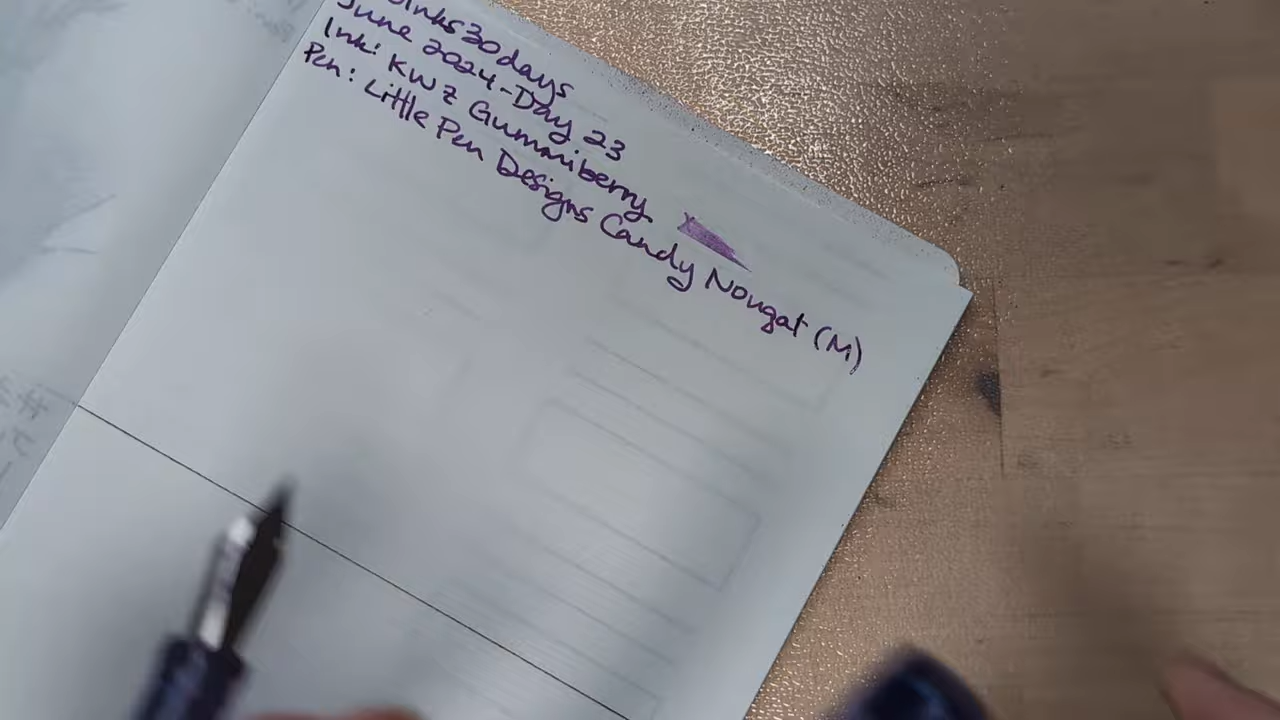 Inks30days
June 2024-Day 23
Ink: KWZ Gummiberry
Pen: Little Pen Designs Candy Nougat (M)